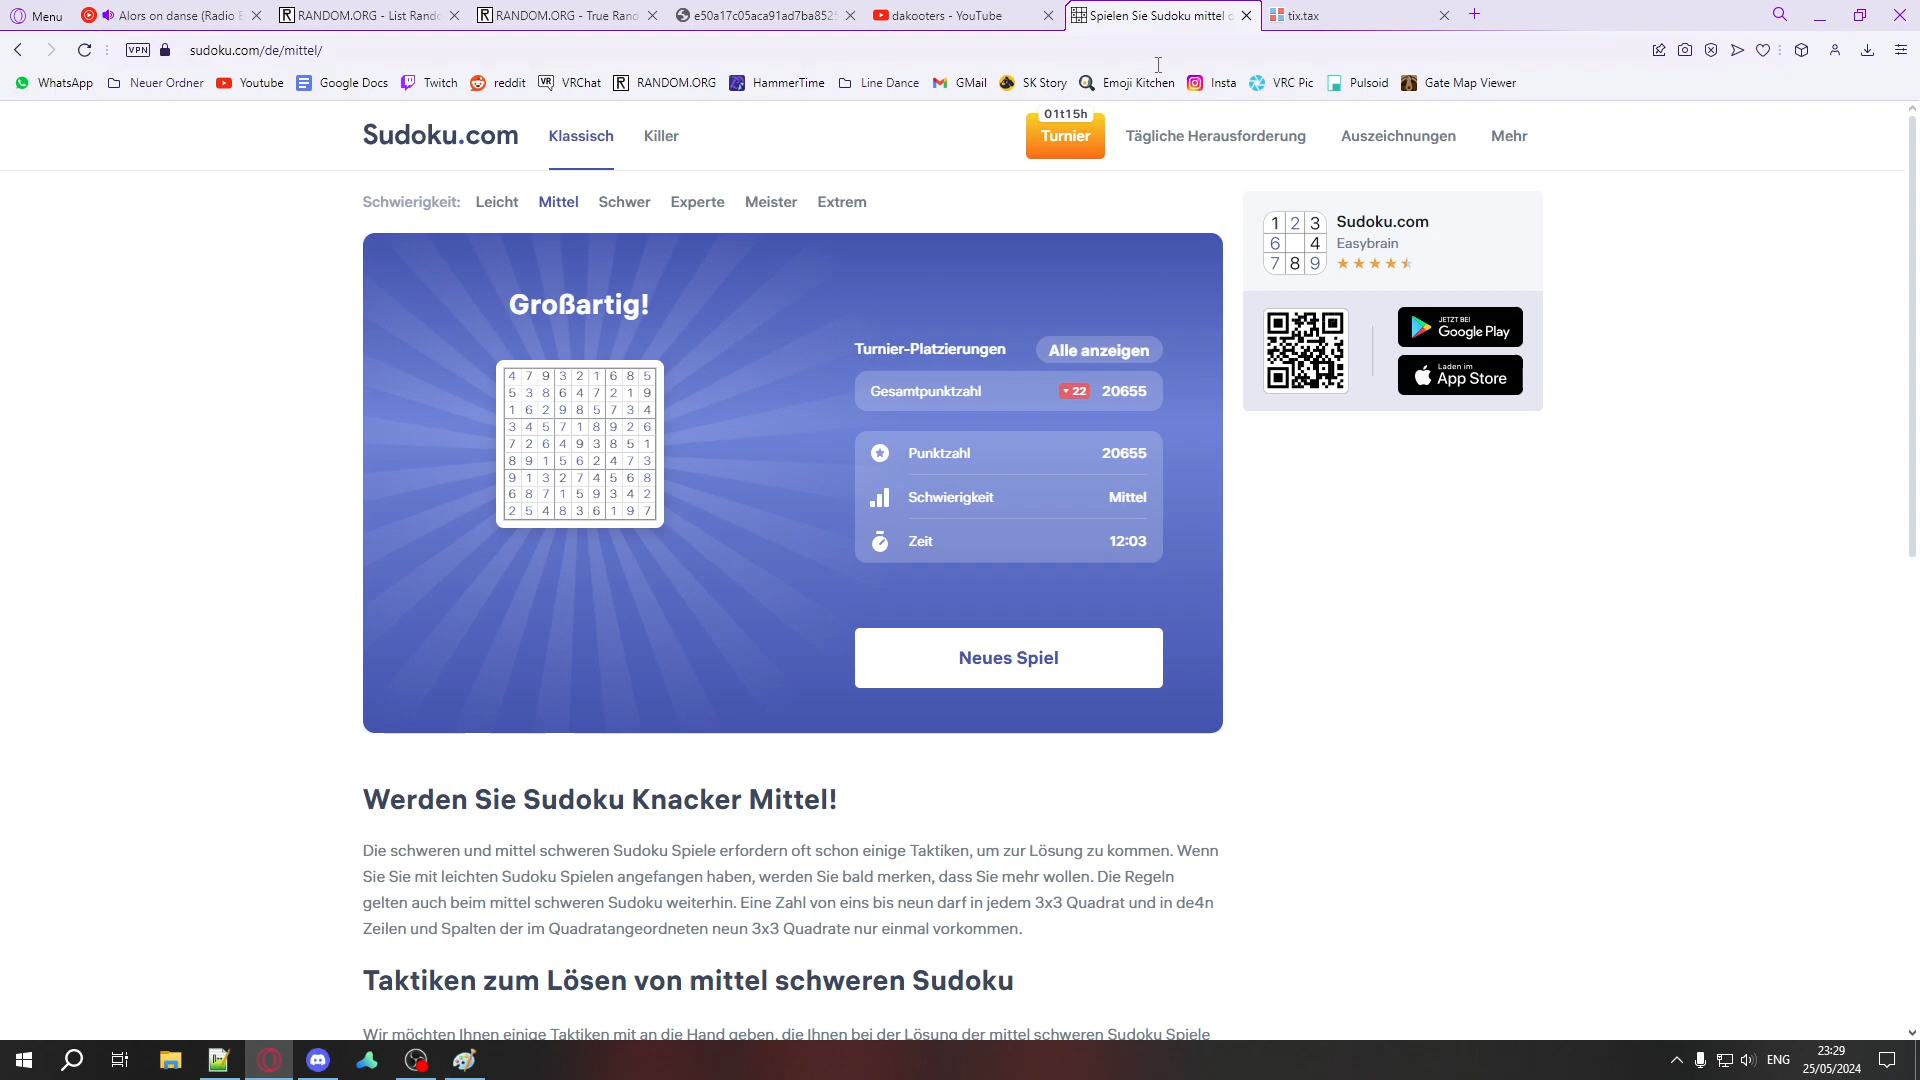 Menu
Alors on danse (Radio E
RANDOM.ORG - List Rand
RANDOM.ORG - True Rand
e50a17c05aca91ad7ba852
dakooters - YouTube
Spielen Sie Sudoku mittel o
tix.tax
VPN
sudoku.com/de/mittel/
WhatsApp
Neuer Ordner
Youtube
Google Docs
Twitch
reddit
VRChat
RANDOM.ORG
HammerTime
Line Dance
GMail
SK Story
Emoji Kitchen
Insta
VRC Pic
Pulsoid
Gate Map Viewer
Sudoku.com
Klassisch
Killer
01t15h
Turnier
Tägliche Herausforderung
Auszeichnungen
Mehr
Schwierigkeit: Leicht Mittel Schwer Experte Meister Extrem
Großartig!
4 7 9 3 2 1 6 8 5
5 3 8 6 4 7 2 1 9
1 6 2 9 8 5 7 3 4
3 4 5 7 1 8 9 2 6
7 2 6 4 9 3 8 5 1
8 9 1 5 6 2 4 7 3
9 1 3 2 7 4 5 6 8
6 8 7 1 5 9 3 4 2
2 5 4 8 3 6 1 9 7
Turnier-Platzierungen
Alle anzeigen
Gesamtpunktzahl 22 20655
Punktzahl 20655
Schwierigkeit Mittel
Zeit 12:03
Neues Spiel
1 2 3
6 4
7 8 9
Sudoku.com
Easybrain
JETZT BEI
Google Play
Laden im
App Store
Werden Sie Sudoku Knacker Mittel!
Die schweren und mittel schweren Sudoku Spiele erfordern oft schon einige Taktiken, um zur Lösung zu kommen. Wenn
Sie Sie mit leichten Sudoku Spielen angefangen haben, werden Sie bald merken, dass Sie mehr wollen. Die Regeln
gelten auch beim mittel schweren Sudoku weiterhin. Eine Zahl von eins bis neun darf in jedem 3x3 Quadrat und in de4n
Zeilen und Spalten der im Quadratangeordneten neun 3x3 Quadrate nur einmal vorkommen.
Taktiken zum Lösen von mittel schweren Sudoku
Wir möchten Ihnen einige Taktiken mit an die Hand geben, die Ihnen bei der Lösung der mittel schweren Sudoku Spiele
ENG
23:29
25/05/2024